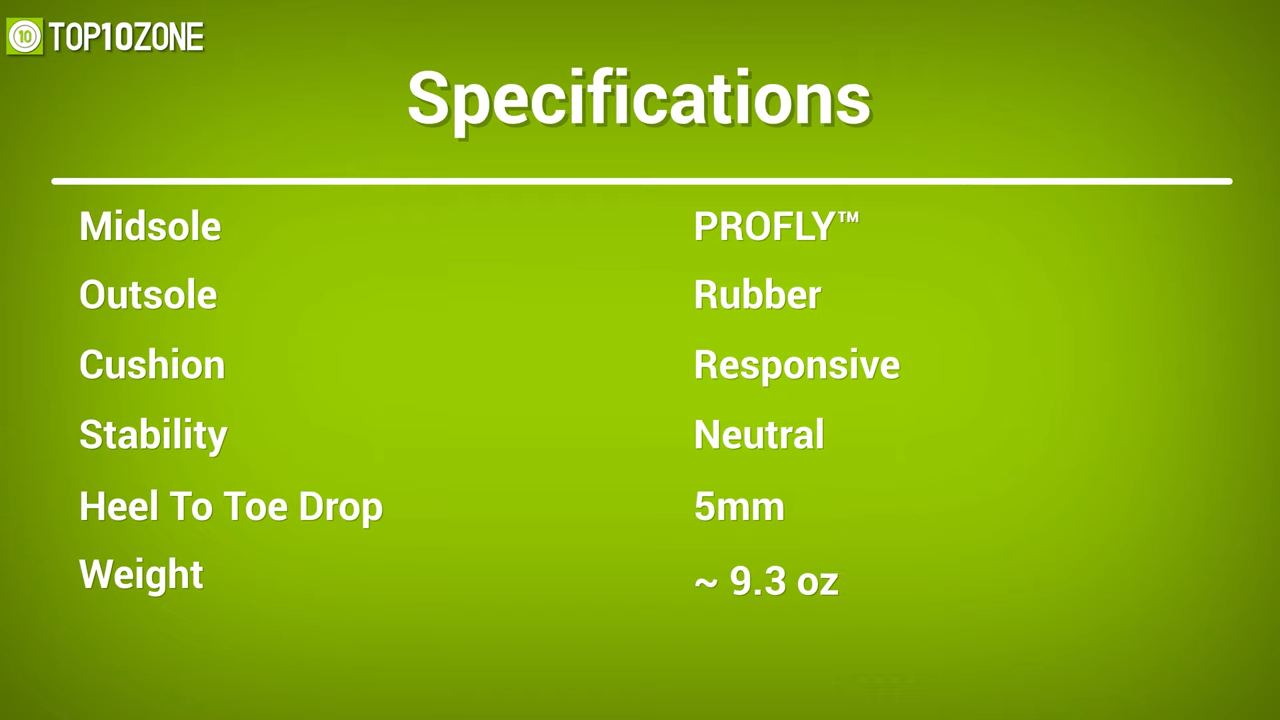 10 TOP10ZONE
Specifications
Midsole PROFLY™
Outsole Rubber
Cushion Responsive
Stability Neutral
Heel To Toe Drop 5mm
Weight ~ 9.3 oz